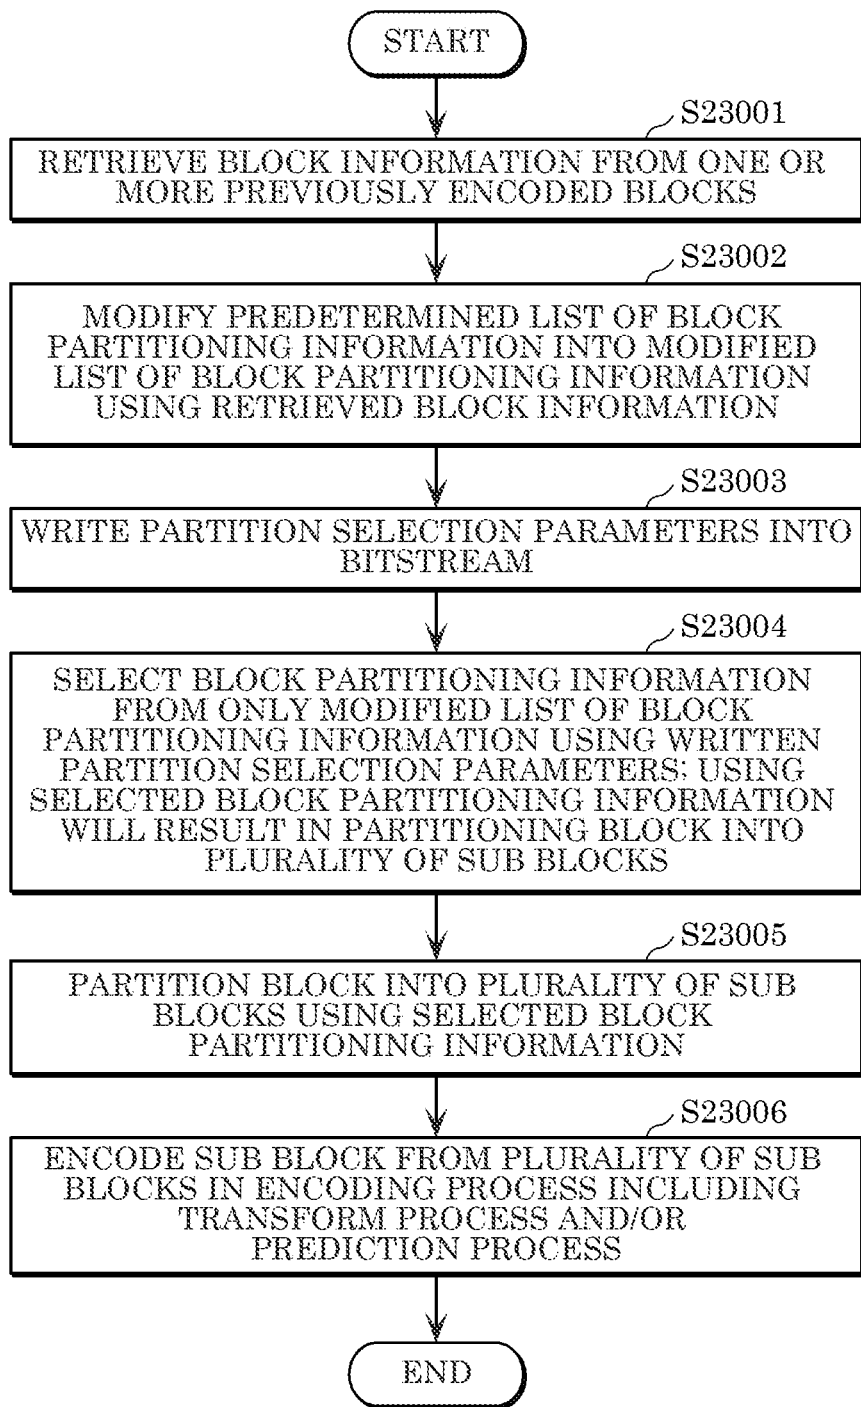 START
S23001
RETRIEVE BLOCK INFORMATION FROM ONE OR
MORE PREVIOUSLY ENCODED BLOCKS
S23002
MODIFY PREDETERMINED LIST OF BLOCK
PARTITIONING INFORMATION INTO MODIFIED
LIST OF BLOCK PARTITIONING INFORMATION
USING RETRIEVED BLOCK INFORMATION
S23003
WRITE PARTITION SELECTION PARAMETERS INTO
BITSTREAM
S23004
SELECT BLOCK PARTITIONING INFORMATION
FROM ONLY MODIFIED LIST OF BLOCK
PARTITIONING INFORMATION USING WRITTEN
PARTITION SELECTION PARAMETERS; USING
SELECTED BLOCK PARTITIONING INFORMATION
WILL RESULT IN PARTITIONING BLOCK INTO
PLURALITY OF SUB BLOCKS
S23005
PARTITION BLOCK INTO PLURALITY OF SUB
BLOCKS USING SELECTED BLOCK
PARTITIONING INFORMATION
S23006
ENCODE SUB BLOCK FROM PLURALITY OF SUB
BLOCKS IN ENCODING PROCESS INCLUDING
TRANSFORM PROCESS AND/OR
PREDICTION PROCESS
END